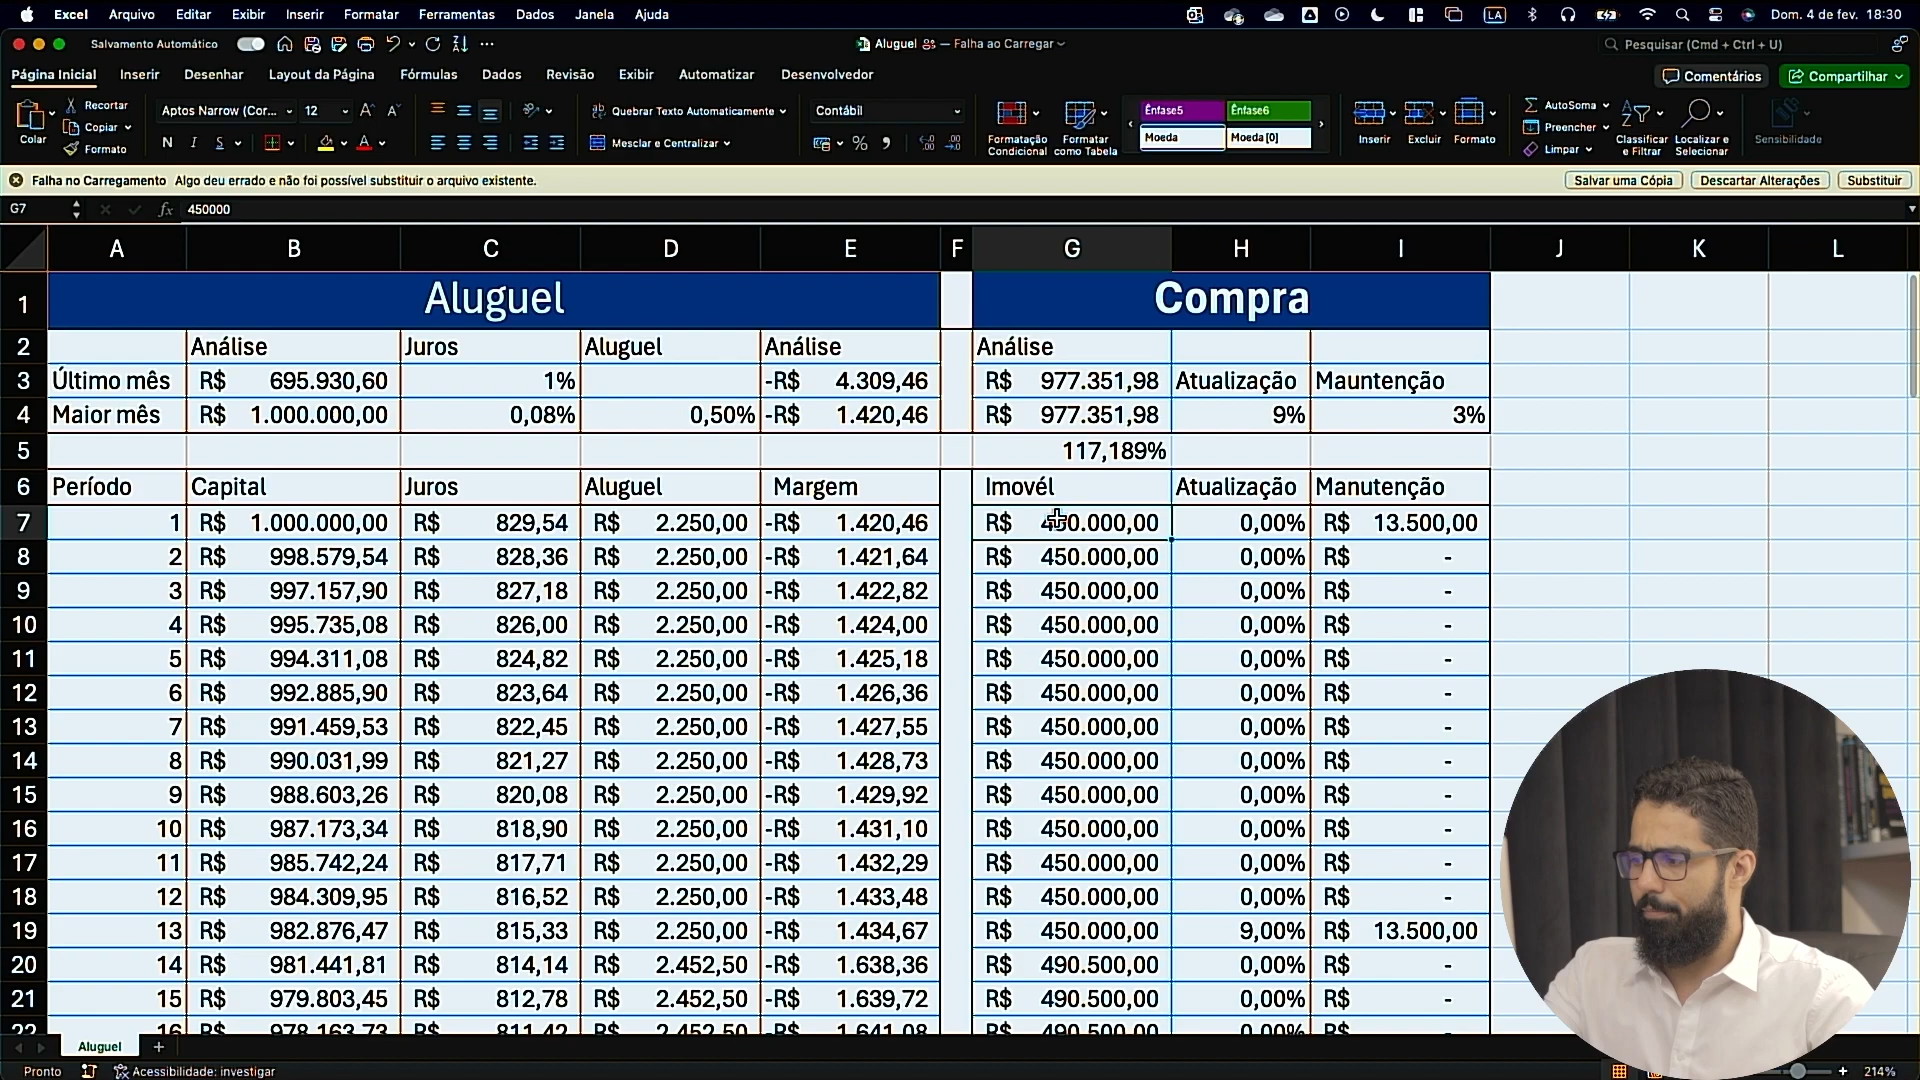 Excel Arquivo Editar Exibir Inserir Formatar Ferramentas Dados Janela Ajuda LA Dom. 4 de fev. 18:30
Salvamento Automático Aluguel — Falha ao Carregar Pesquisar (Cmd + Ctrl + U)
Página Inicial Inserir Desenhar Layout da Página Fórmulas Dados Revisão Exibir Automatizar Desenvolvedor Comentários Compartilhar
Colar Recortar Copiar Formato Aptos Narrow (Cor... 12 N I S Quebrar Texto Automaticamente Mesclar e Centralizar Contábil Formatação Condicional Formatar como Tabela Ênfase5 Ênfase6 Moeda Moeda [0] Inserir Excluir Formato AutoSoma Preencher Limpar Classificar e Filtrar Localizar e Selecionar Sensibilidade
Falha no Carregamento Algo deu errado e não foi possível substituir o arquivo existente. Salvar uma Cópia Descartar Alterações Substituir
G7 fx 450000
A B C D E F G H I J K L
1 Aluguel Compra
2 Análise Juros Aluguel Análise Análise
3 Último mês R$ 695.930,60 1% -R$ 4.309,46 R$ 977.351,98 Atualização Mauntenção
4 Maior mês R$ 1.000.000,00 0,08% 0,50% -R$ 1.420,46 R$ 977.351,98 9% 3%
5 117,189%
6 Período Capital Juros Aluguel Margem Imovél Atualização Manutenção
7 1 R$ 1.000.000,00 R$ 829,54 R$ 2.250,00 -R$ 1.420,46 R$ 450.000,00 0,00% R$ 13.500,00
8 2 R$ 998.579,54 R$ 828,36 R$ 2.250,00 -R$ 1.421,64 R$ 450.000,00 0,00% R$ -
9 3 R$ 997.157,90 R$ 827,18 R$ 2.250,00 -R$ 1.422,82 R$ 450.000,00 0,00% R$ -
10 4 R$ 995.735,08 R$ 826,00 R$ 2.250,00 -R$ 1.424,00 R$ 450.000,00 0,00% R$ -
11 5 R$ 994.311,08 R$ 824,82 R$ 2.250,00 -R$ 1.425,18 R$ 450.000,00 0,00% R$ -
12 6 R$ 992.885,90 R$ 823,64 R$ 2.250,00 -R$ 1.426,36 R$ 450.000,00 0,00% R$ -
13 7 R$ 991.459,53 R$ 822,45 R$ 2.250,00 -R$ 1.427,55 R$ 450.000,00 0,00% R$ -
14 8 R$ 990.031,99 R$ 821,27 R$ 2.250,00 -R$ 1.428,73 R$ 450.000,00 0,00% R$ -
15 9 R$ 988.603,26 R$ 820,08 R$ 2.250,00 -R$ 1.429,92 R$ 450.000,00 0,00% R$ -
16 10 R$ 987.173,34 R$ 818,90 R$ 2.250,00 -R$ 1.431,10 R$ 450.000,00 0,00% R$ -
17 11 R$ 985.742,24 R$ 817,71 R$ 2.250,00 -R$ 1.432,29 R$ 450.000,00 0,00% R$ -
18 12 R$ 984.309,95 R$ 816,52 R$ 2.250,00 -R$ 1.433,48 R$ 450.000,00 0,00% R$ -
19 13 R$ 982.876,47 R$ 815,33 R$ 2.250,00 -R$ 1.434,67 R$ 450.000,00 9,00% R$ 13.500,00
20 14 R$ 981.441,81 R$ 814,14 R$ 2.452,50 -R$ 1.638,36 R$ 490.500,00 0,00% R$ -
21 15 R$ 979.803,45 R$ 812,78 R$ 2.452,50 -R$ 1.639,72 R$ 490.500,00 0,00% R$ -
22 16 R$ 978.163,73 R$ 811,42 R$ 2.452,50 -R$ 1.641,08 R$ 490.500,00 0,00% R$
Aluguel
Pronto Acessibilidade: investigar 214%